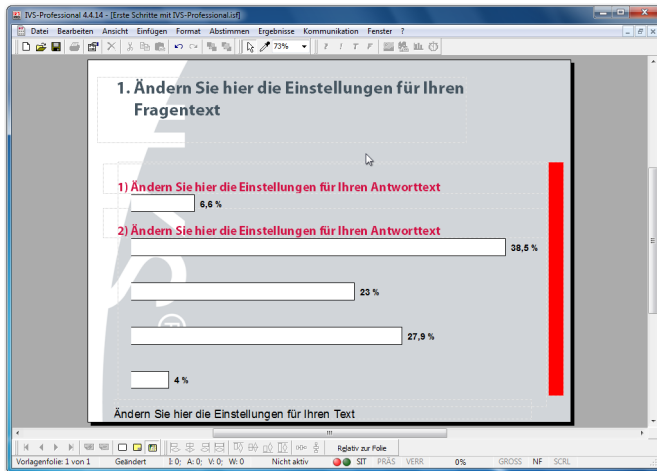 IVS-Professional 4.4.14 - [Erste Schritte mit IVS-Professional.isf]
Datei Bearbeiten Ansicht Einfügen Format Abstimmen Ergebnisse Kommunikation Fenster ?
73%
1. Ändern Sie hier die Einstellungen für Ihren
Fragentext
1) Ändern Sie hier die Einstellungen für Ihren Antworttext
6,6 %
2) Ändern Sie hier die Einstellungen für Ihren Antworttext
38,5 %
23 %
27,9 %
4 %
Ändern Sie hier die Einstellungen für Ihren Text
Relativ zur Folie
Vorlagenfolie: 1 von 1 Geändert I: 0; A: 0; V: 0; W: 0 Nicht aktiv SIT PRÄS VERR 0% GROSS NF SCRL